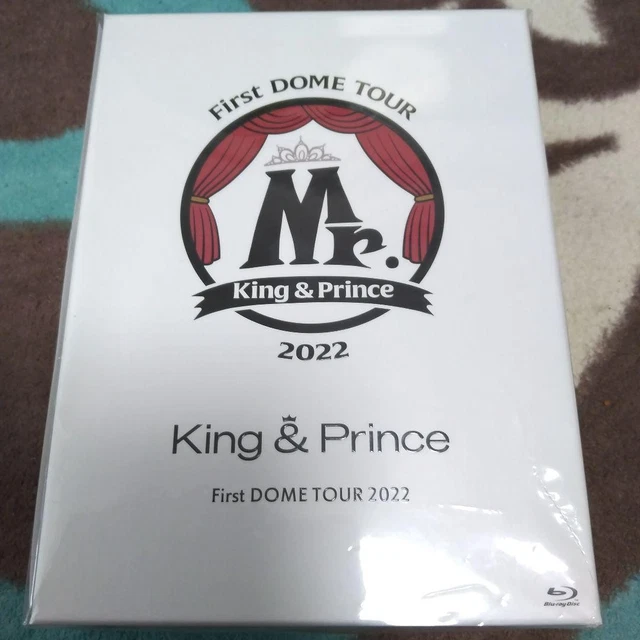 First DOME TOUR
Mr.
King & Prince
2022
King & Prince
First DOME TOUR 2022
Blu-ray Disc